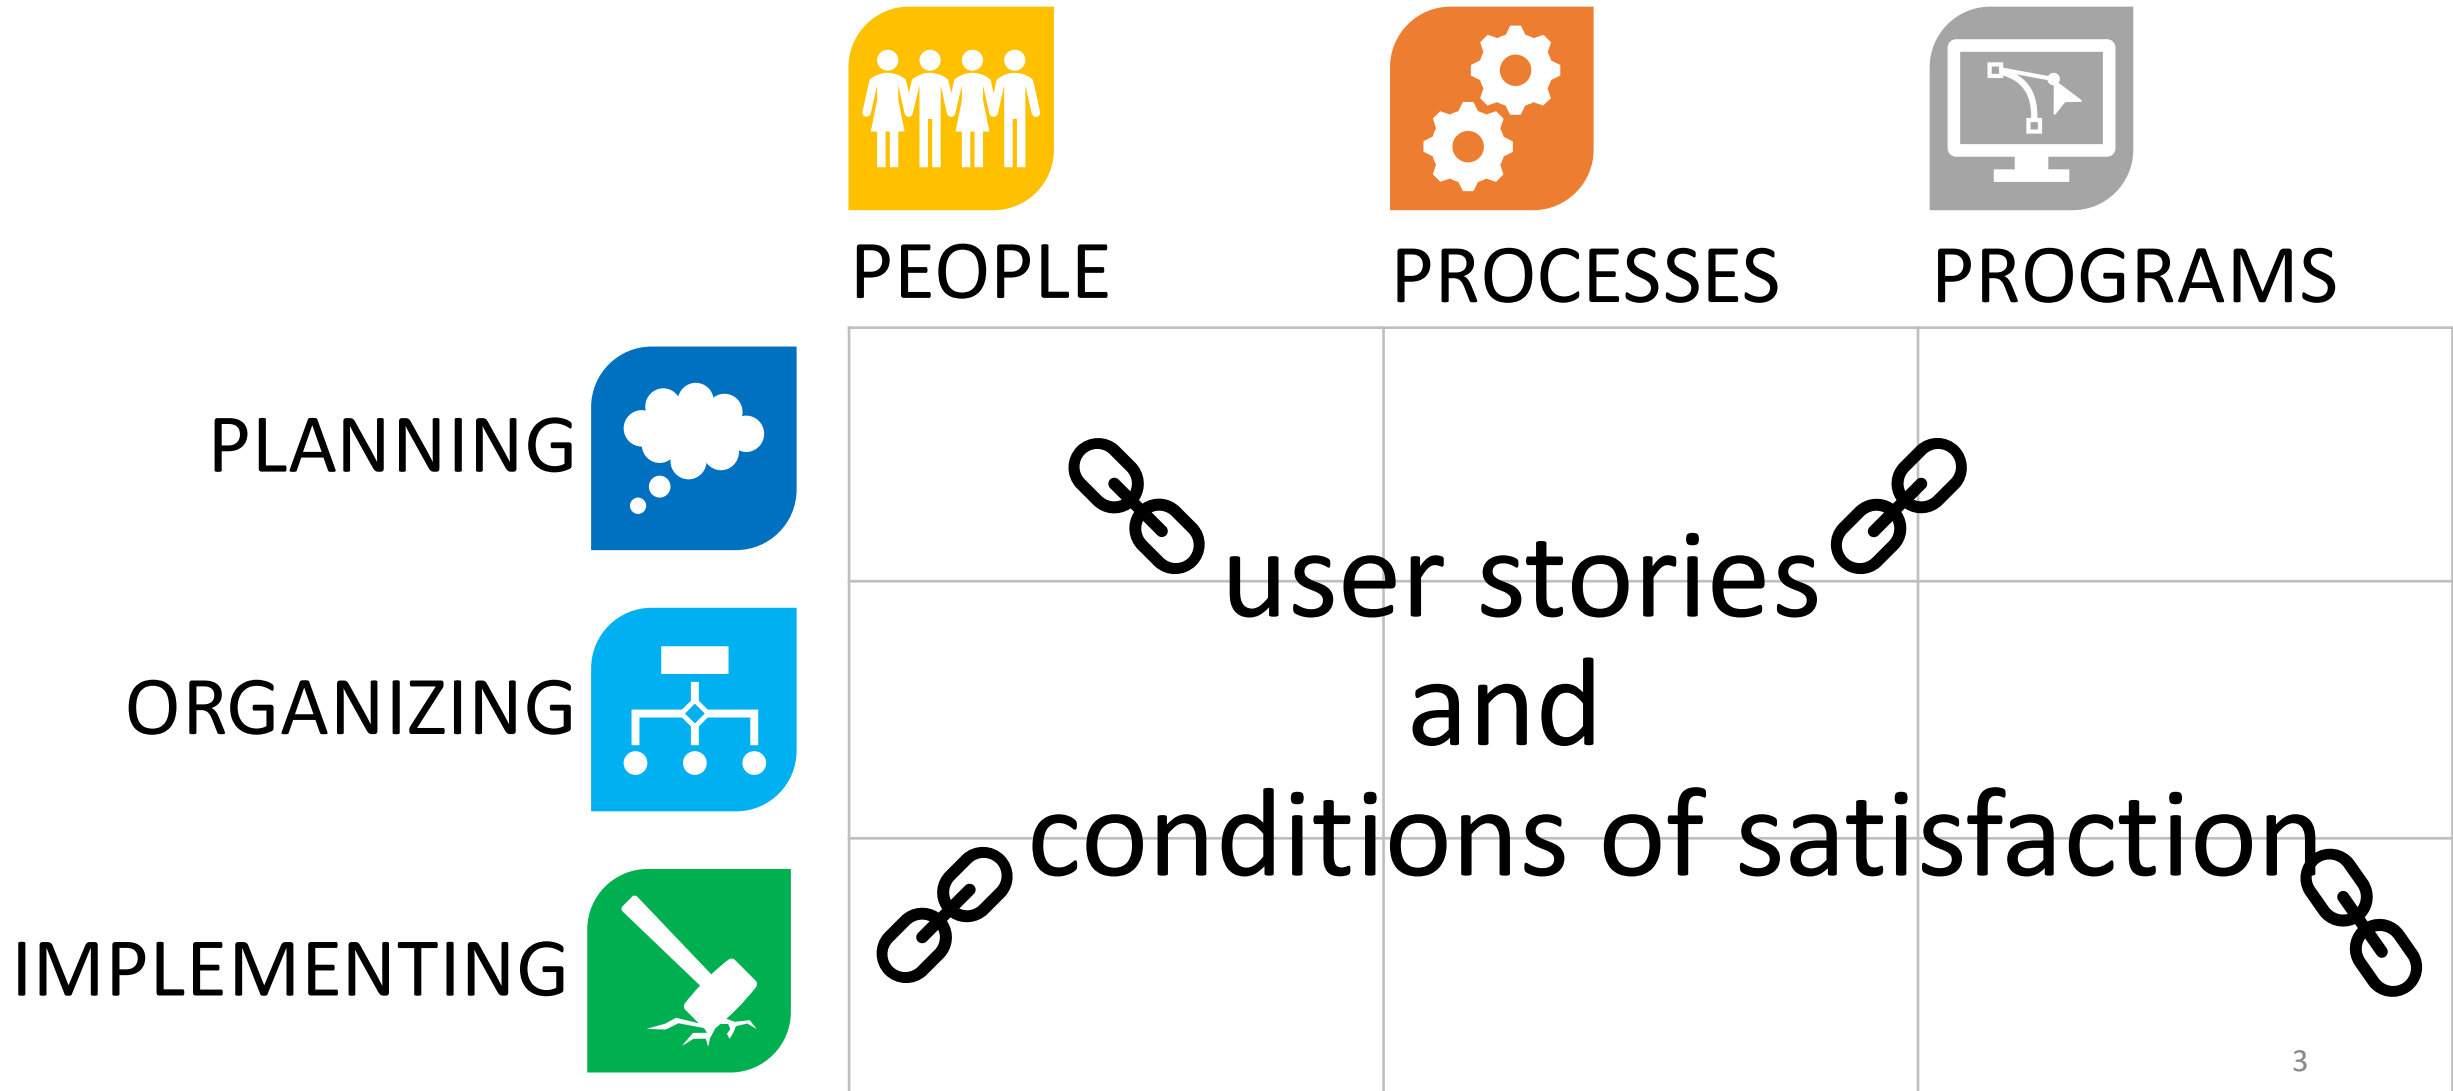 PEOPLE
PROCESSES
PROGRAMS
PLANNING
user stories
ORGANIZING
and
conditions of satisfaction
IMPLEMENTING
3